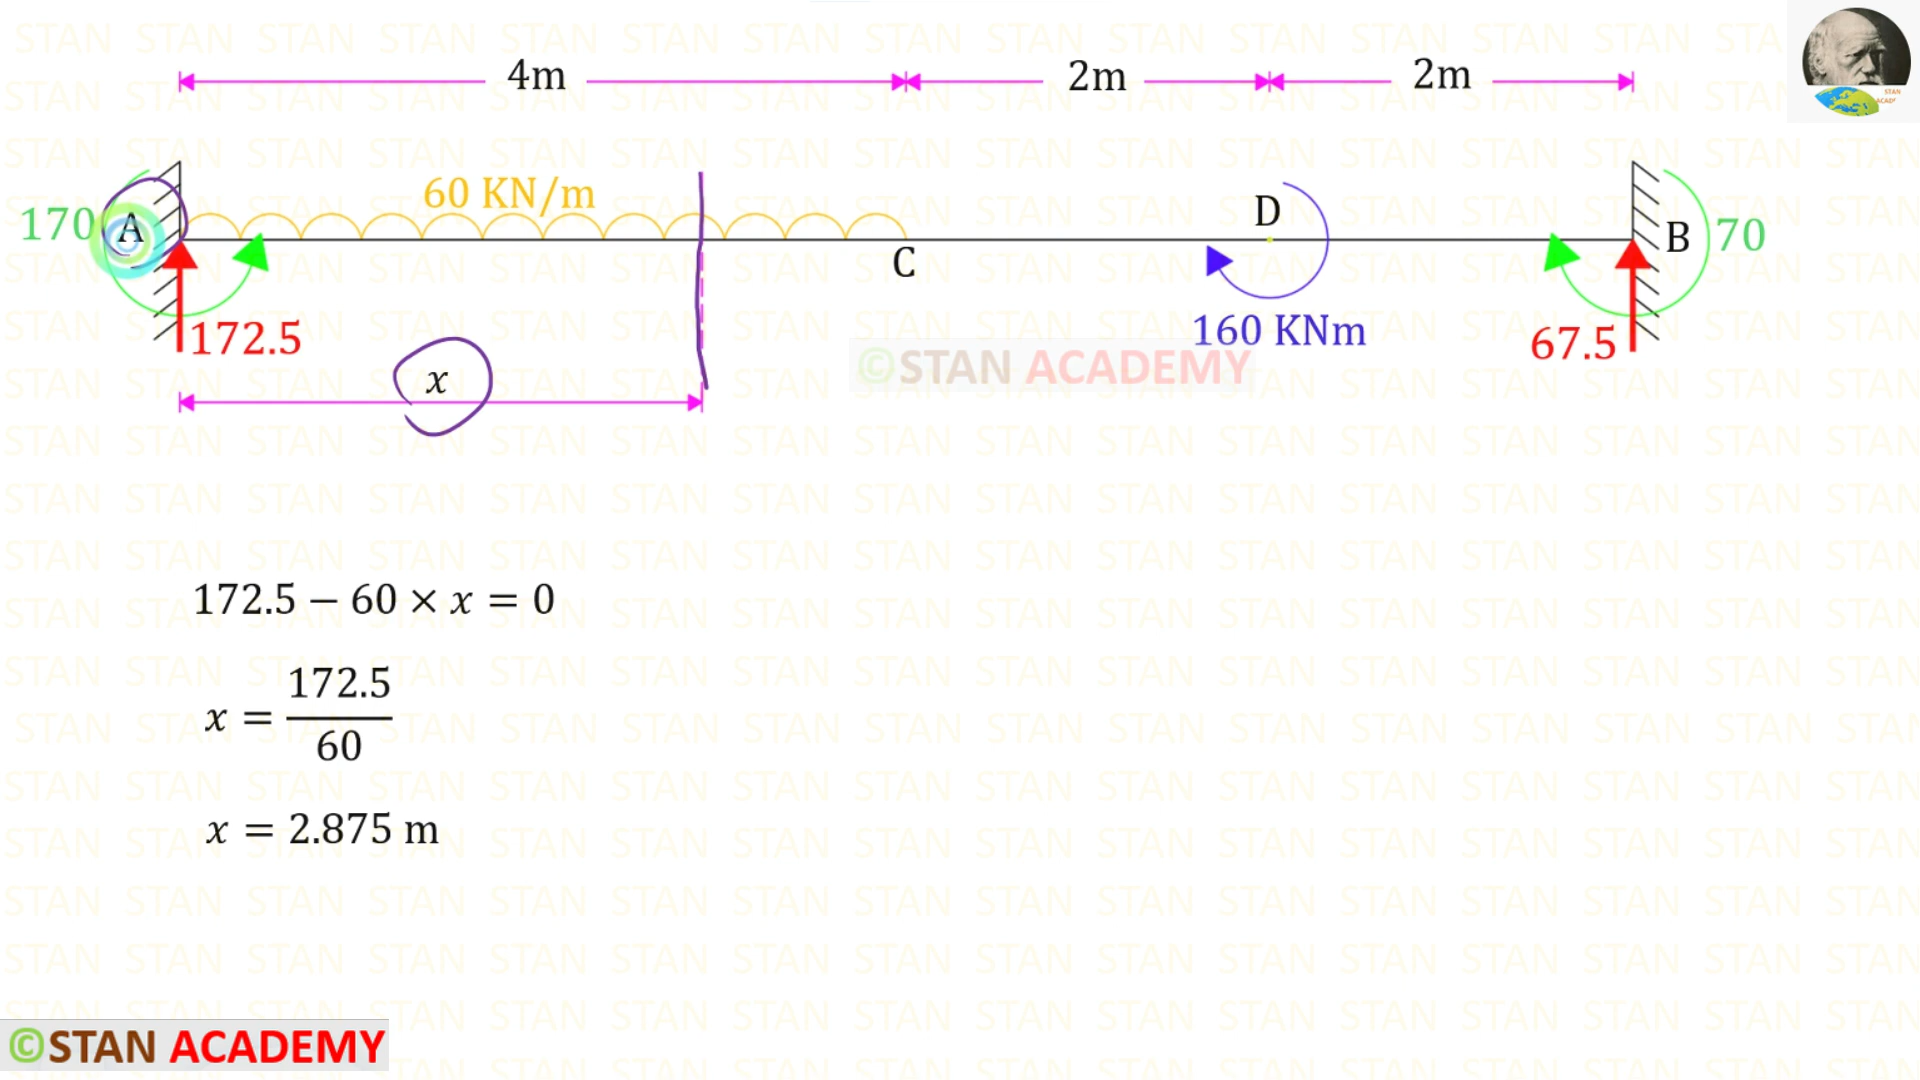 4m 2m 2m
60 KN/m
170 A D B 70
C
172.5 160 KNm 67.5
x
©STAN ACADEMY
172.5 − 60 × x = 0
x = 172.5
60
x = 2.875 m
©STAN ACADEMY